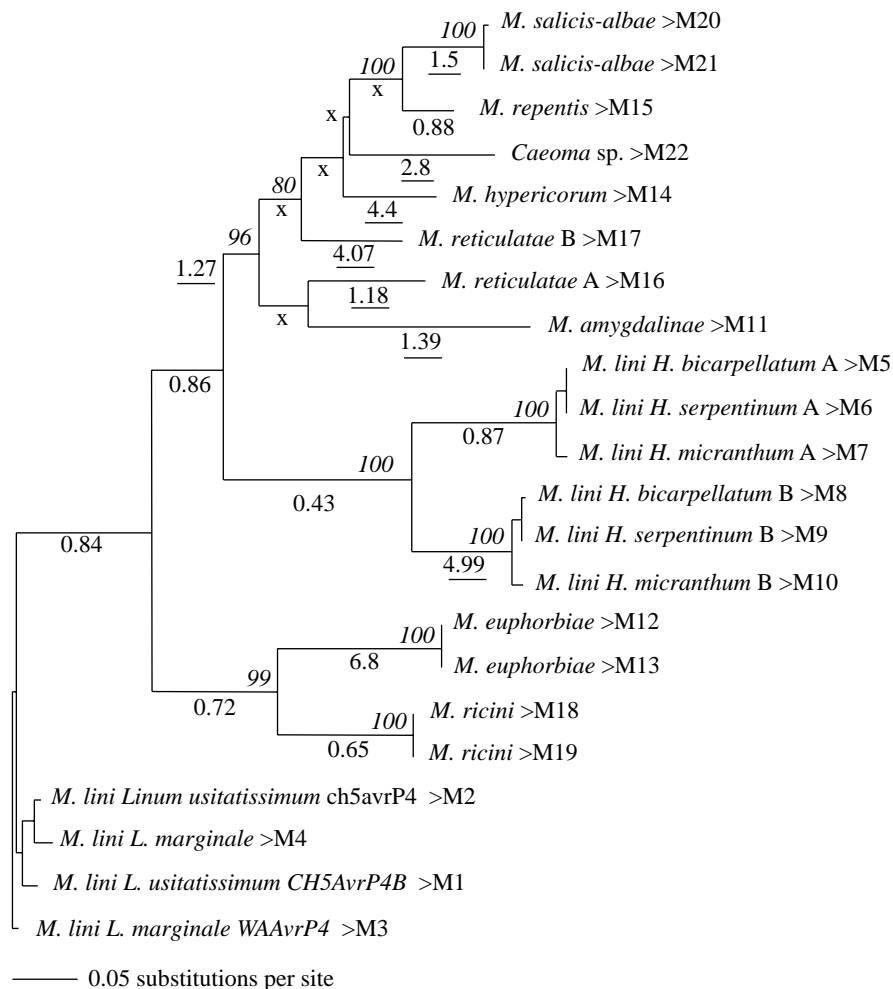 100
M. salicis-albae >M20
1.5
M. salicis-albae >M21
100
x
M. repentis >M15
0.88
x
Caeoma sp. >M22
2.8
x
M. hypericorum >M14
4.4
80
x
M. reticulatae B >M17
4.07
96
1.27
M. reticulatae A >M16
1.18
x
M. amygdalinae >M11
1.39
0.86
M. lini H. bicarpellatum A >M5
100
M. lini H. serpentinum A >M6
0.87
M. lini H. micranthum A >M7
100
0.43
M. lini H. bicarpellatum B >M8
100
M. lini H. serpentinum B >M9
4.99
M. lini H. micranthum B >M10
0.84
M. euphorbiae >M12
100
6.8
M. euphorbiae >M13
99
0.72
M. ricini >M18
100
0.65
M. ricini >M19
M. lini Linum usitatissimum ch5avrP4 >M2
M. lini L. marginale >M4
M. lini L. usitatissimum CH5AvrP4B >M1
M. lini L. marginale WAAvrP4 >M3
0.05 substitutions per site